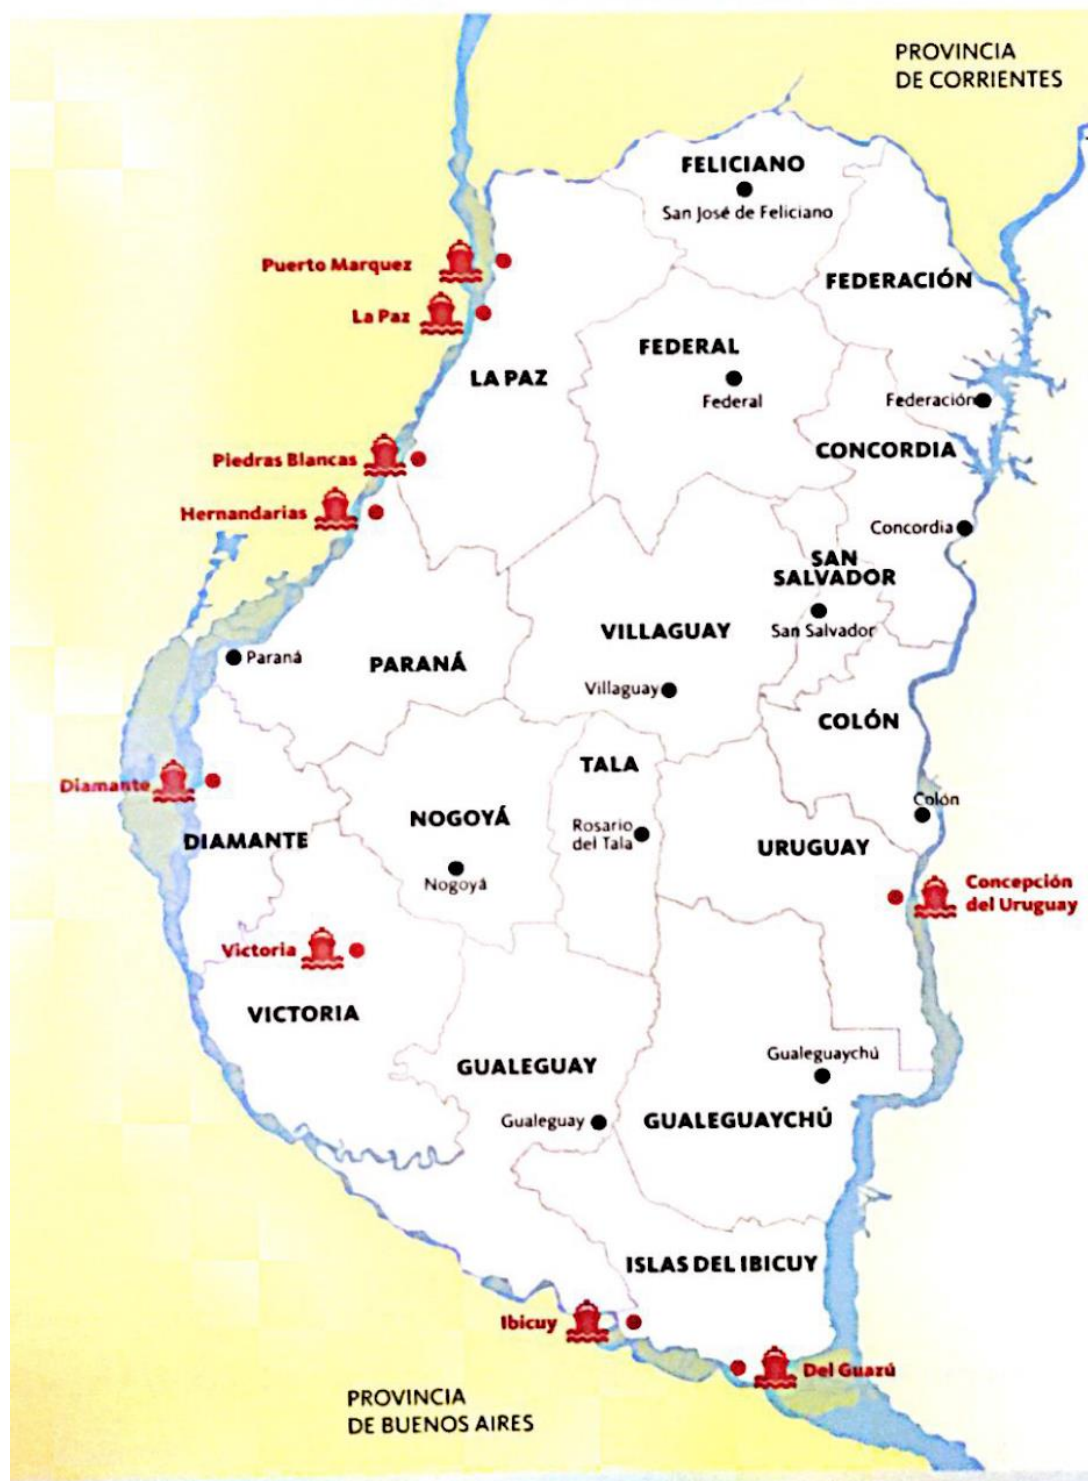 PROVINCIA
DE CORRIENTES
FELICIANO
San José de Feliciano
Puerto Marquez
FEDERACIÓN
La Paz
FEDERAL
LA PAZ
Federal
Federación
CONCORDIA
Piedras Blancas
Hernandarias
Concordia
SAN
SALVADOR
San Salvador
VILLAGUAY
Paraná
PARANÁ
Villaguay
COLÓN
TALA
Diamante
Colón
NOGOYÁ
Rosario
del Tala
DIAMANTE
URUGUAY
Nogoyá
Concepción
del Uruguay
Victoria
VICTORIA
Gualeguaychú
GUALEGUAY
Gualeguay
GUALEGUAYCHÚ
ISLAS DEL IBICUY
Ibicuy
Del Guazú
PROVINCIA
DE BUENOS AIRES